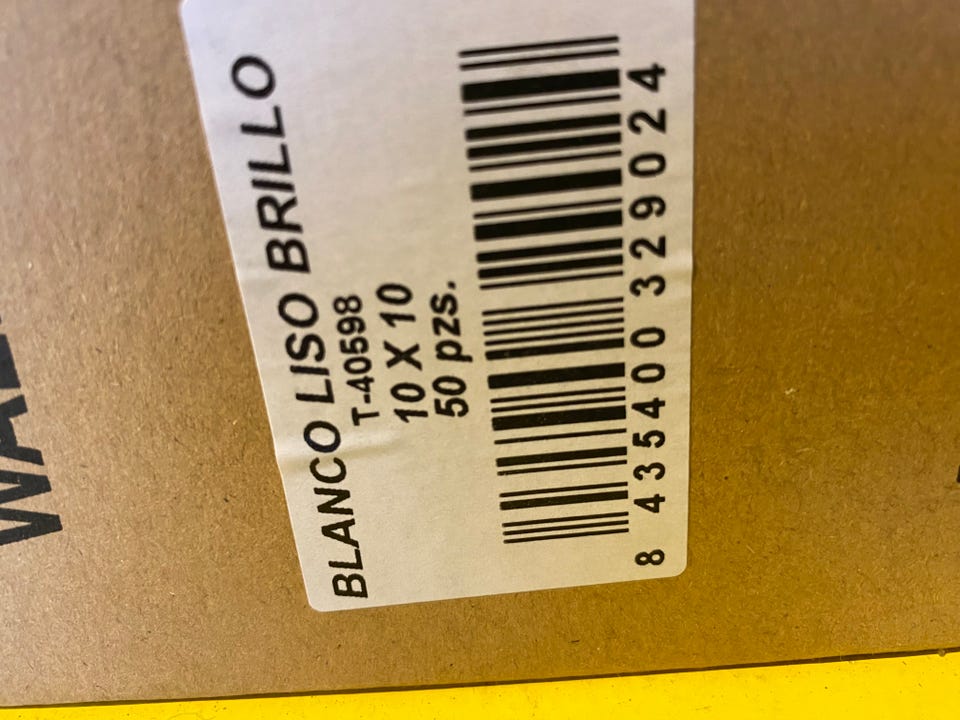 BLANCO LISO BRILLO
T-40598
10 X 10
50 pzs.
8 435400 329024